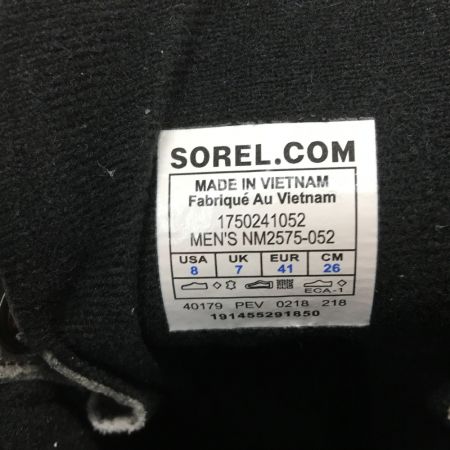 SOREL.COM
MADE IN VIETNAM
Fabriqué Au Vietnam
1750241052
MEN'S NM2575-052
USA UK EUR CM
8 7 41 26
ECA-1
40179 PEV 0218 218
191455291850